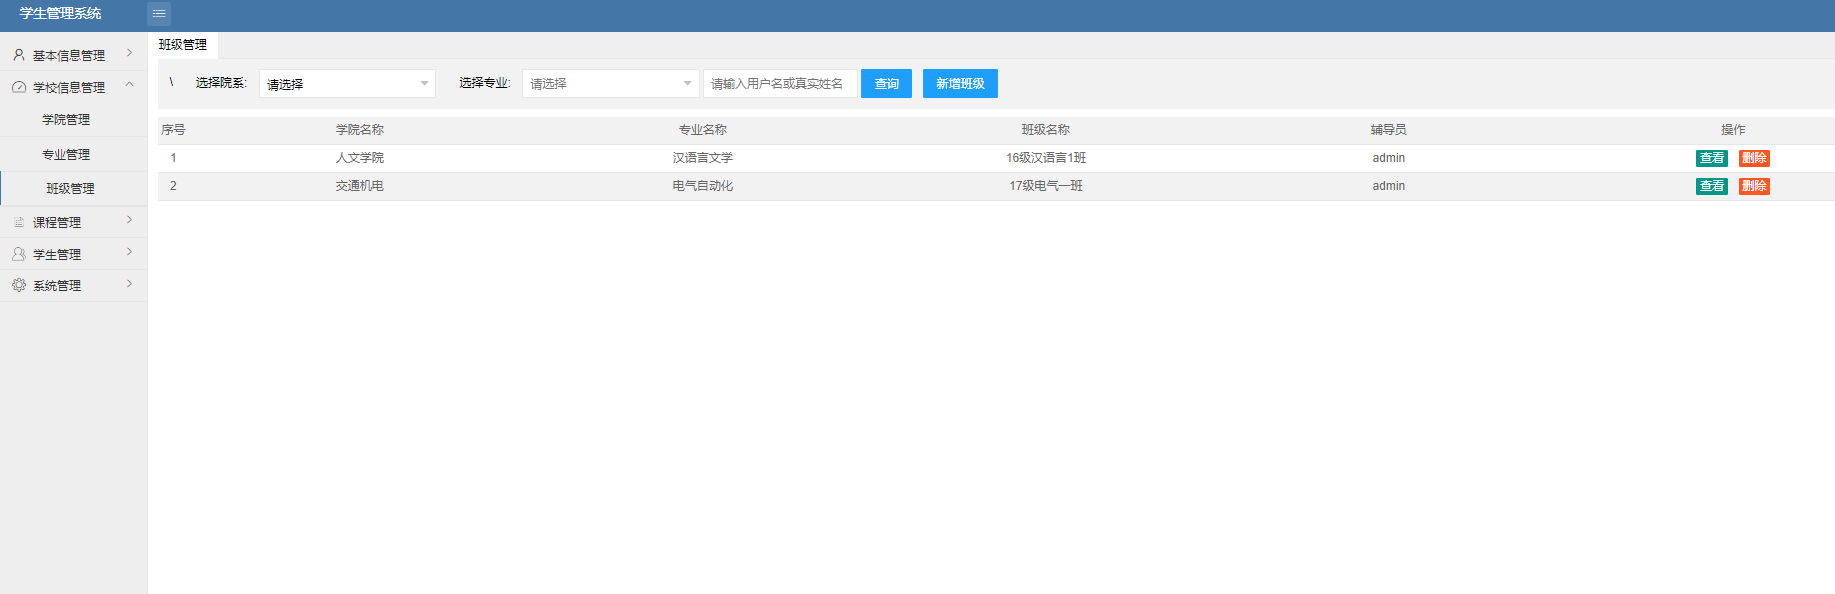 学生管理系统
基本信息管理
学校信息管理
学院管理
专业管理
班级管理
课程管理
学生管理
系统管理
班级管理
\ 选择院系: 请选择 选择专业: 请选择 请输入用户名或真实姓名 查询 新增班级
序号 学院名称 专业名称 班级名称 辅导员 操作
1 人文学院 汉语言文学 16级汉语言1班 admin 查看 删除
2 交通机电 电气自动化 17级电气一班 admin 查看 删除